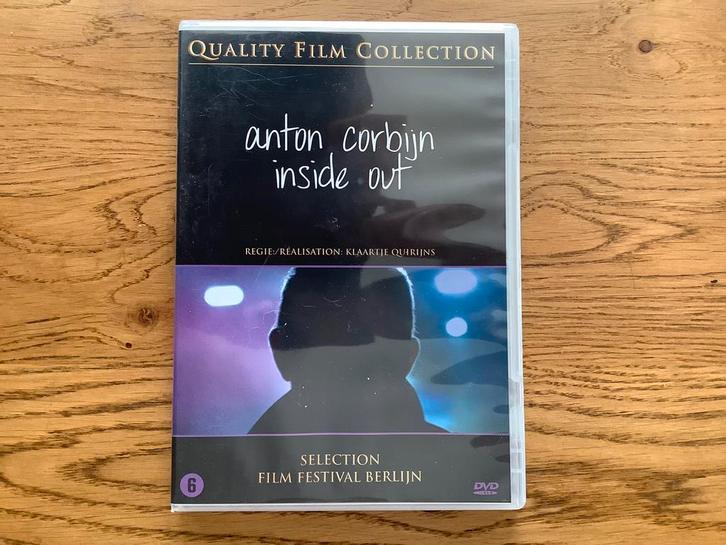 QUALITY FILM COLLECTION
anton corbijn
inside out
REGIE:/RÉALISATION: KLAARTJE QUIRIJNS
SELECTION
FILM FESTIVAL BERLIJN
6
DVD